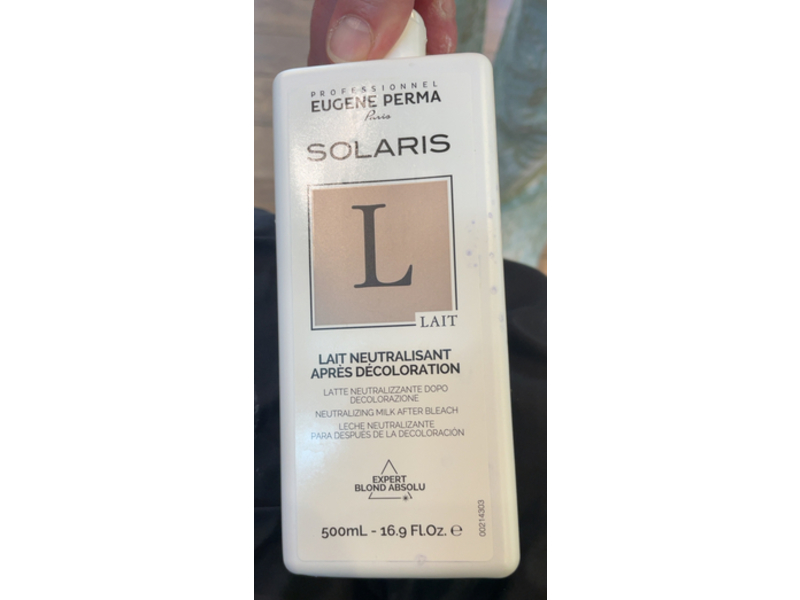 PROFESSIONNEL
EUGENE PERMA
Paris
SOLARIS
L
LAIT
LAIT NEUTRALISANT
APRÈS DÉCOLORATION
LATTE NEUTRALIZZANTE DOPO
DECOLORAZIONE
NEUTRALIZING MILK AFTER BLEACH
LECHE NEUTRALIZANTE
PARA DESPUÉS DE LA DECOLORACIÓN
EXPERT
BLOND ABSOLU
500mL - 16.9 Fl.Oz. ℮
00214303